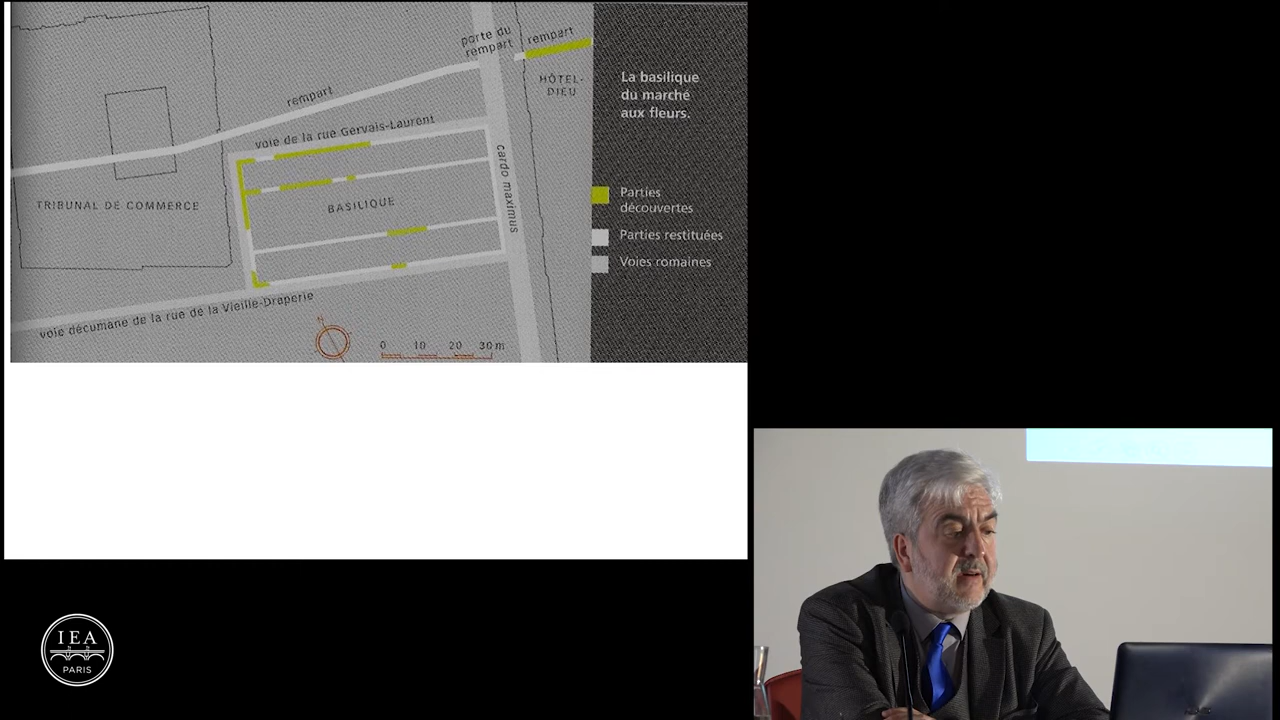 porte du
rempart
rempart
HÔTEL-
DIEU
rempart
voie de la rue Gervais-Laurent
cardo maximus
TRIBUNAL DE COMMERCE
BASILIQUE
voie décumane de la rue de la Vieille-Draperie
N
0 10 20 30 m
La basilique
du marché
aux fleurs.
Parties
découvertes
Parties restituées
Voies romaines
IEA
PARIS